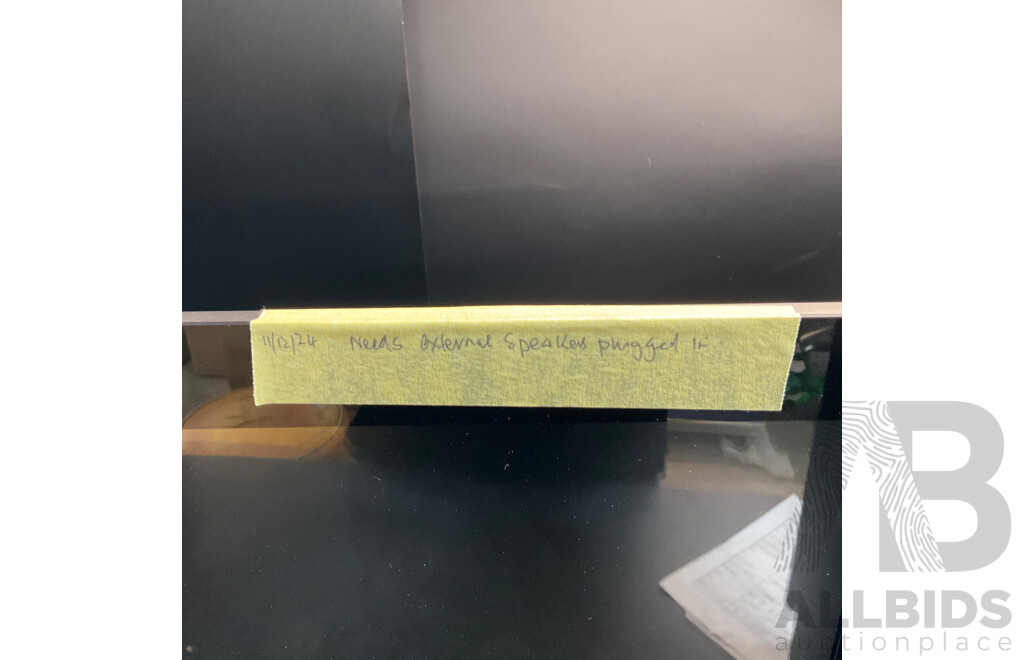 11/12/24 Needs external Speakers plugged in
ALLBIDS
auctionplace